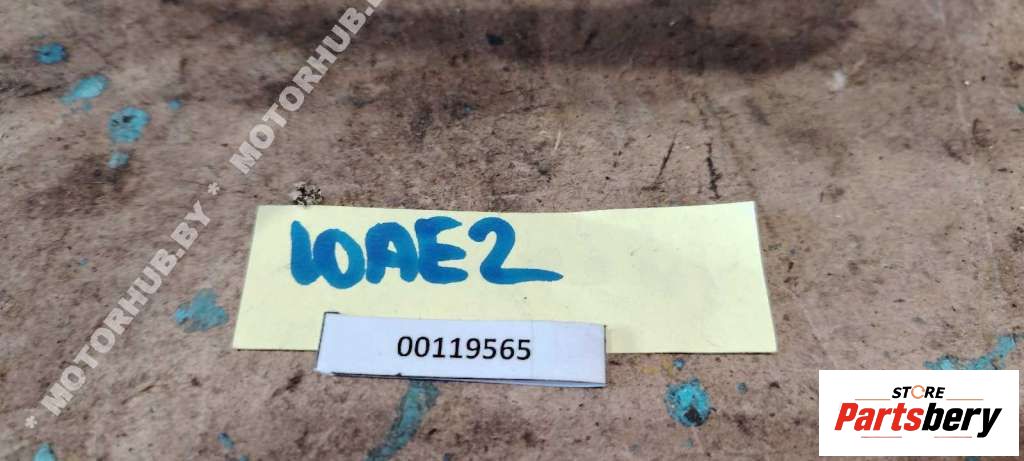 * MOTORHUB.BY * MOTORHUB.BY
10AE2
00119565
STORE
Partsbery